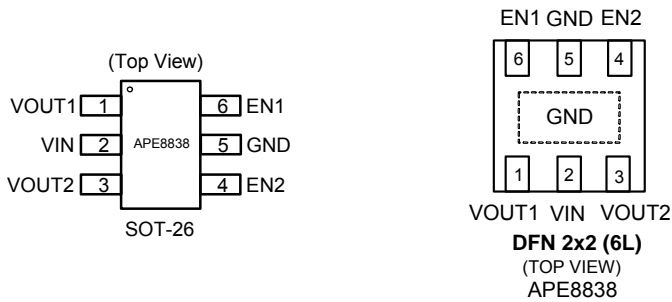 (Top View)
VOUT1 1 6 EN1
VIN 2 APE8838 5 GND
VOUT2 3 4 EN2
SOT-26
EN1 GND EN2
6 5 4
GND
1 2 3
VOUT1 VIN VOUT2
DFN 2x2 (6L)
(TOP VIEW)
APE8838